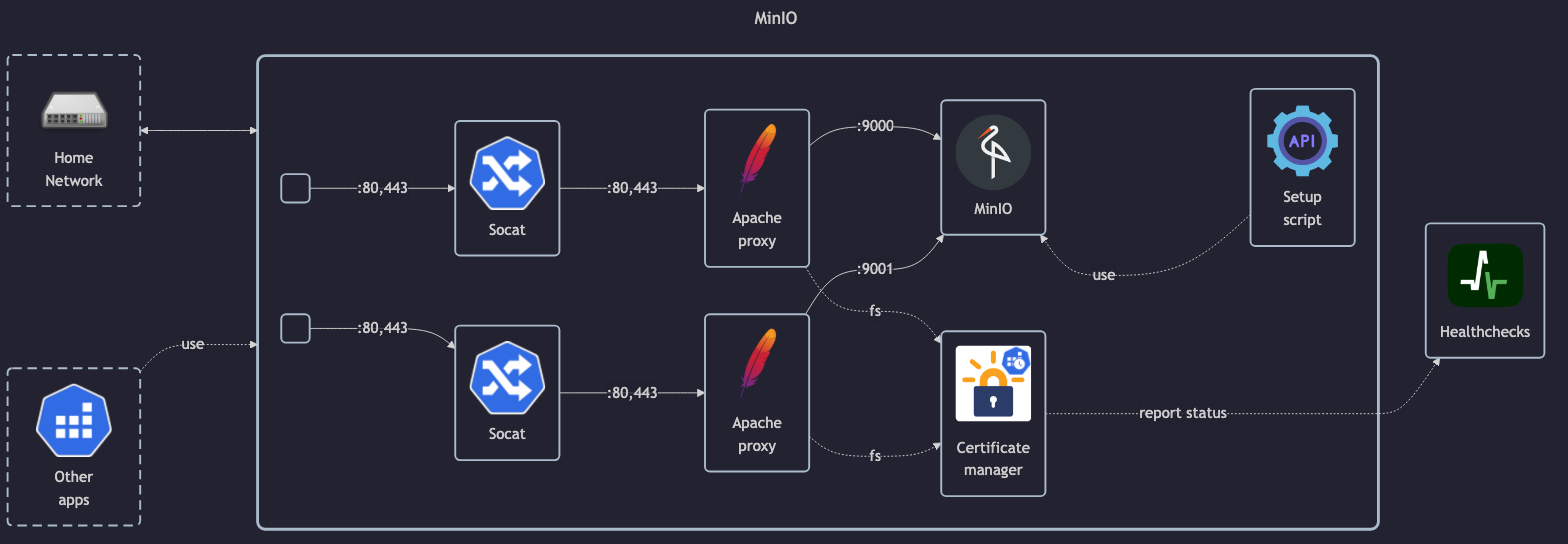 MinIO
Home
Network
:80,443
Socat
:80,443
Apache
proxy
:9000
MinIO
API
Setup
script
use
:9001
fs
Healthchecks
use
:80,443
Socat
:80,443
Apache
proxy
fs
Certificate
manager
report status
Other
apps